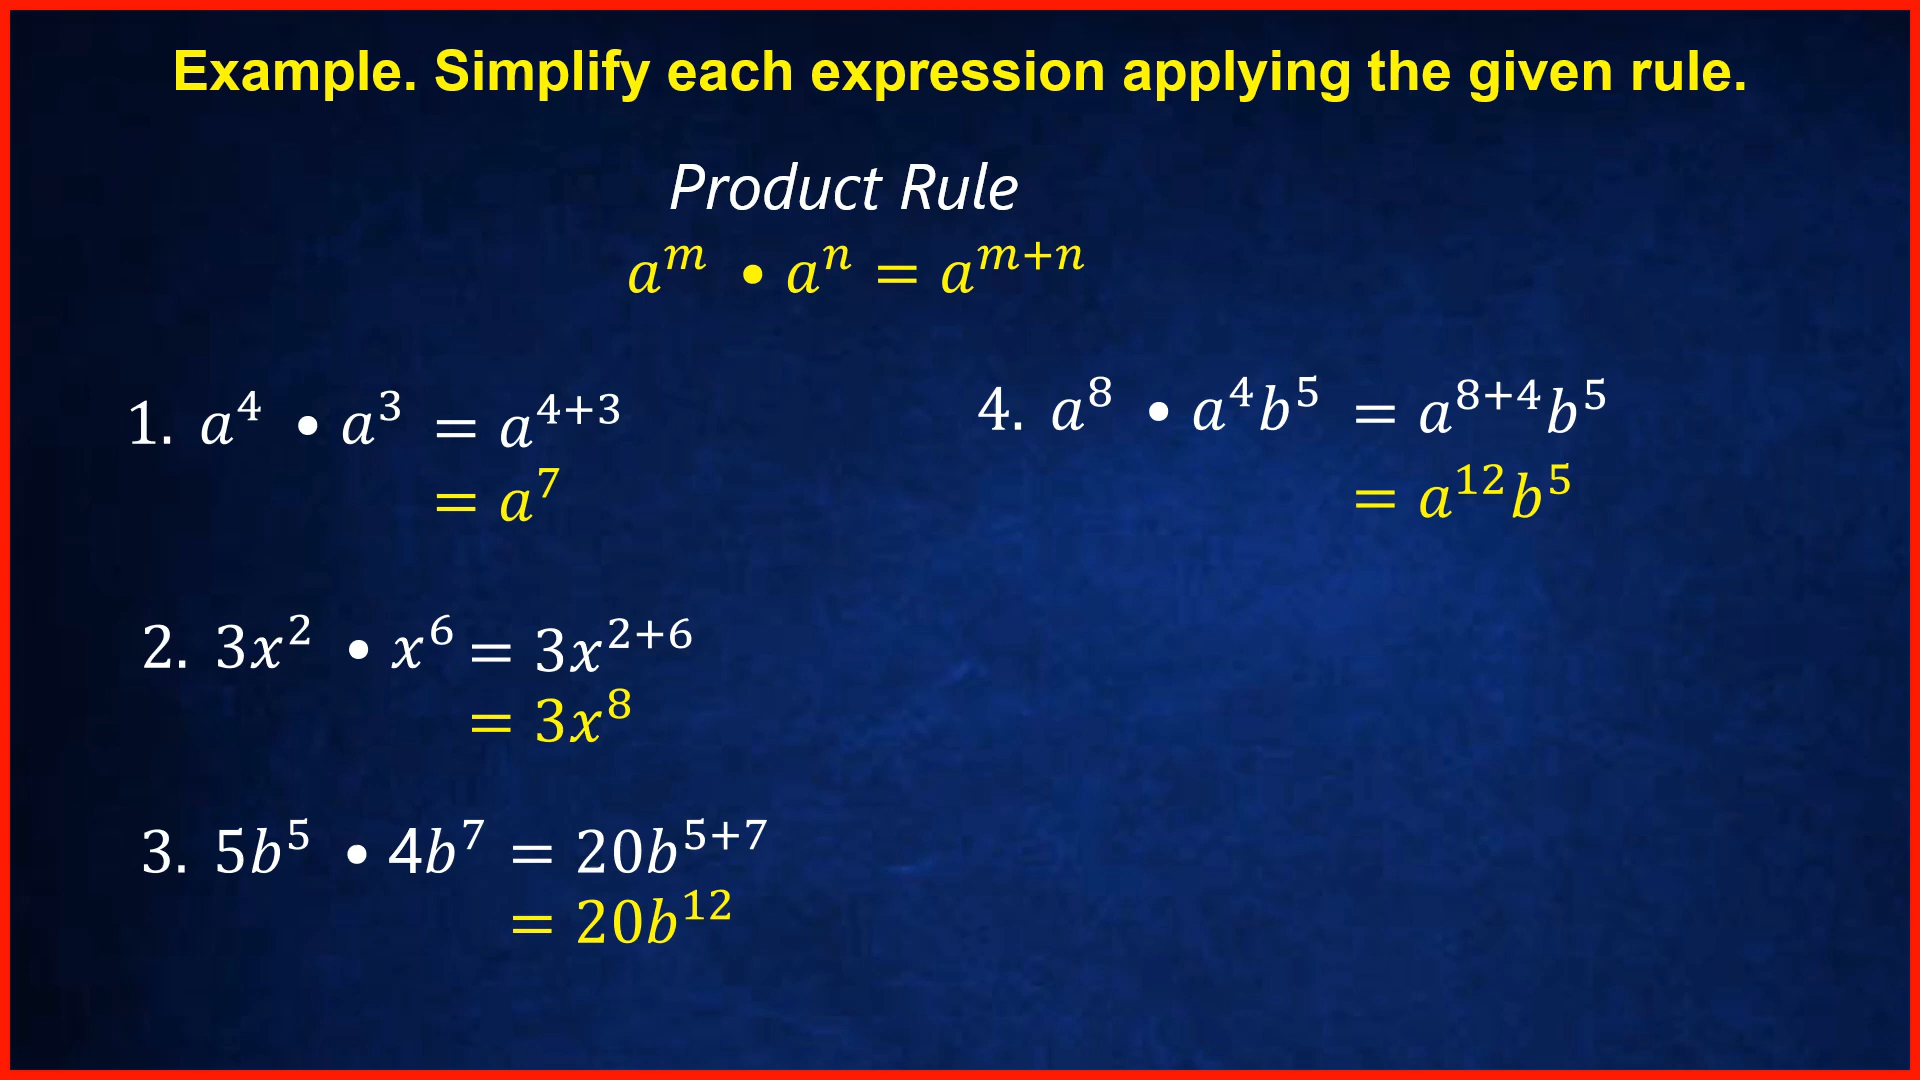 Example. Simplify each expression applying the given rule.
Product Rule
a^m • a^n = a^{m+n}
1. a^4 • a^3 = a^{4+3}
= a^7
2. 3x^2 • x^6 = 3x^{2+6}
= 3x^8
3. 5b^5 • 4b^7 = 20b^{5+7}
= 20b^{12}
4. a^8 • a^4b^5 = a^{8+4}b^5
= a^{12}b^5